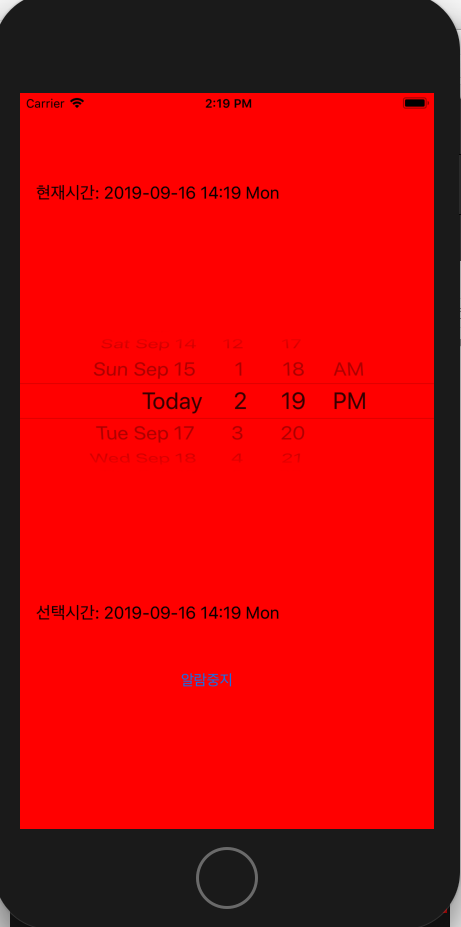 Carrier 2:19 PM
현재시간: 2019-09-16 14:19 Mon
Sat Sep 14 12 17
Sun Sep 15 1 18 AM
Today 2 19 PM
Tue Sep 17 3 20
Wed Sep 18 4 21
선택시간: 2019-09-16 14:19 Mon
알람중지